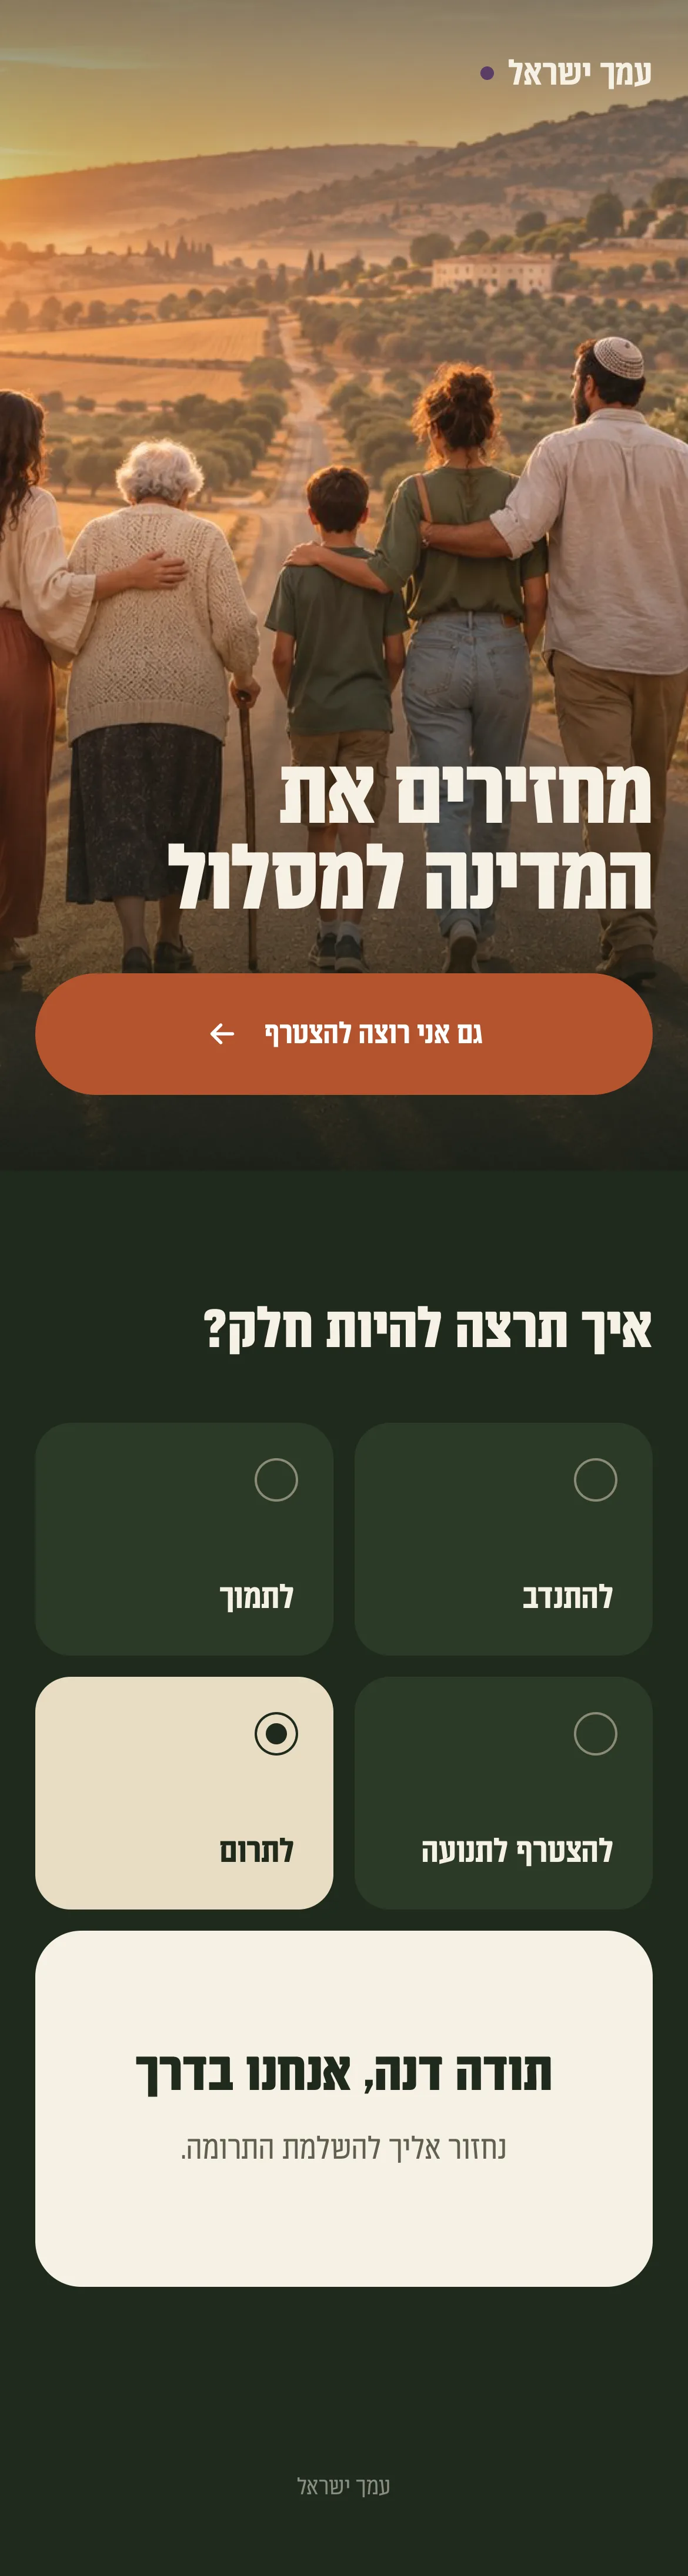 עמך ישראל
מחזירים את
המדינה למסלול
גם אני רוצה להצטרף ←
איך תרצה להיות חלק?
להתנדב
לתמוך
להצטרף לתנועה
לתרום
תודה דנה, אנחנו בדרך
נחזור אליך להשלמת התרומה.
עמך ישראל